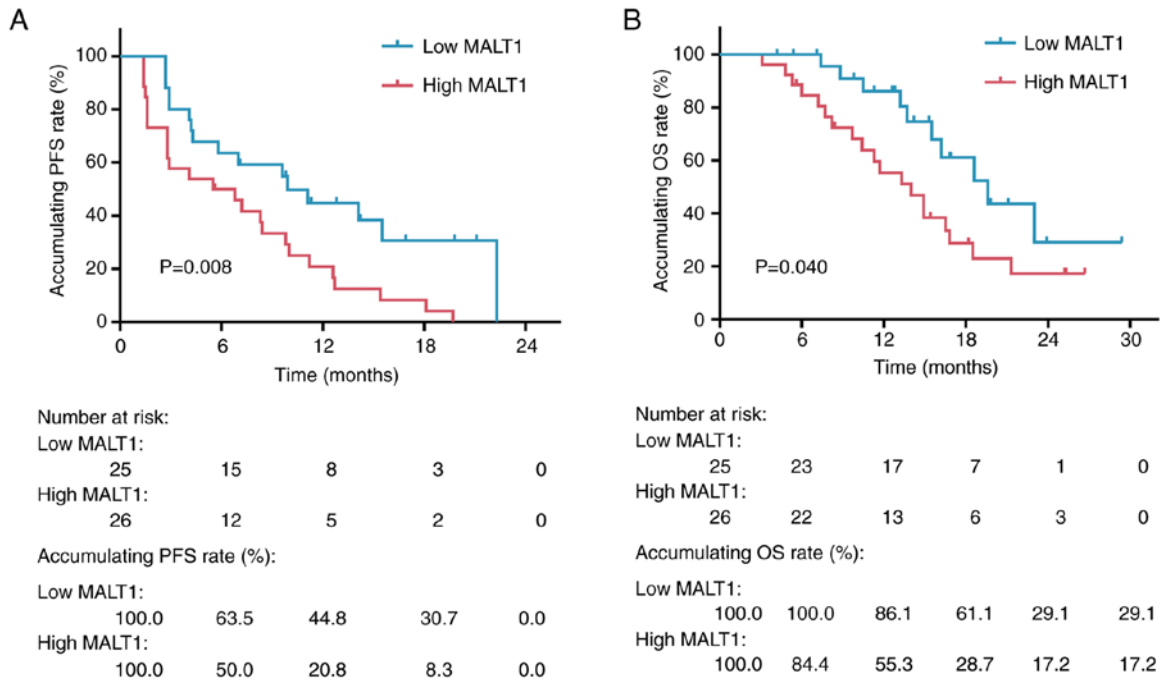 A
Accumulating PFS rate (%)
100
80
60
40
20
0
Low MALT1
High MALT1
P=0.008
0 6 12 18 24
Time (months)
Number at risk:
Low MALT1:
25 15 8 3 0
High MALT1:
26 12 5 2 0
Accumulating PFS rate (%):
Low MALT1:
100.0 63.5 44.8 30.7 0.0
High MALT1:
100.0 50.0 20.8 8.3 0.0
B
Accumulating OS rate (%)
100
80
60
40
20
0
Low MALT1
High MALT1
P=0.040
0 6 12 18 24 30
Time (months)
Number at risk:
Low MALT1:
25 23 17 7 1 0
High MALT1:
26 22 13 6 3 0
Accumulating OS rate (%):
Low MALT1:
100.0 100.0 86.1 61.1 29.1 29.1
High MALT1:
100.0 84.4 55.3 28.7 17.2 17.2